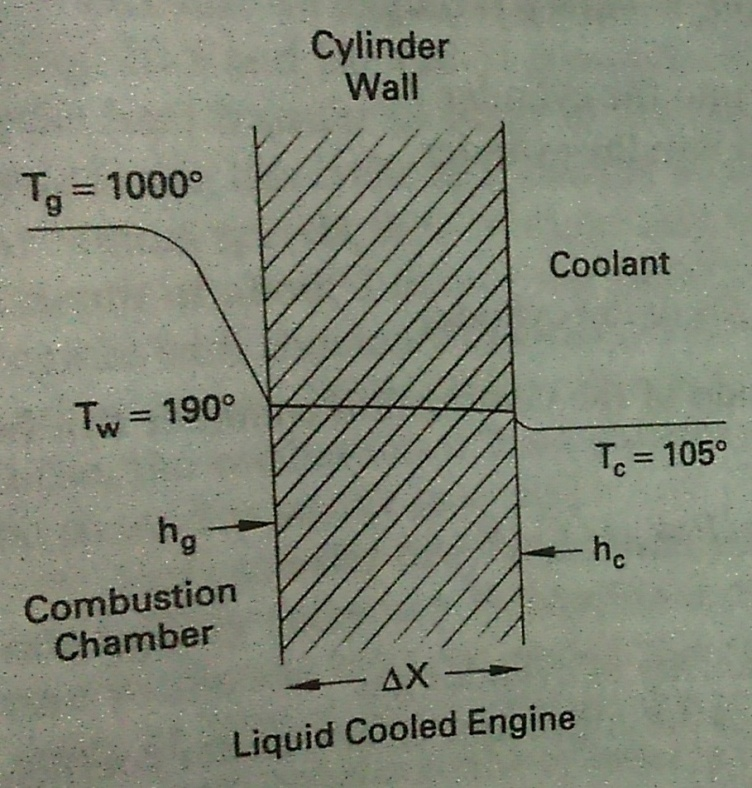 Cylinder
Wall
Tg = 1000°
Coolant
Tw = 190°
Tc = 105°
hg
hc
Combustion
Chamber
ΔX
Liquid Cooled Engine